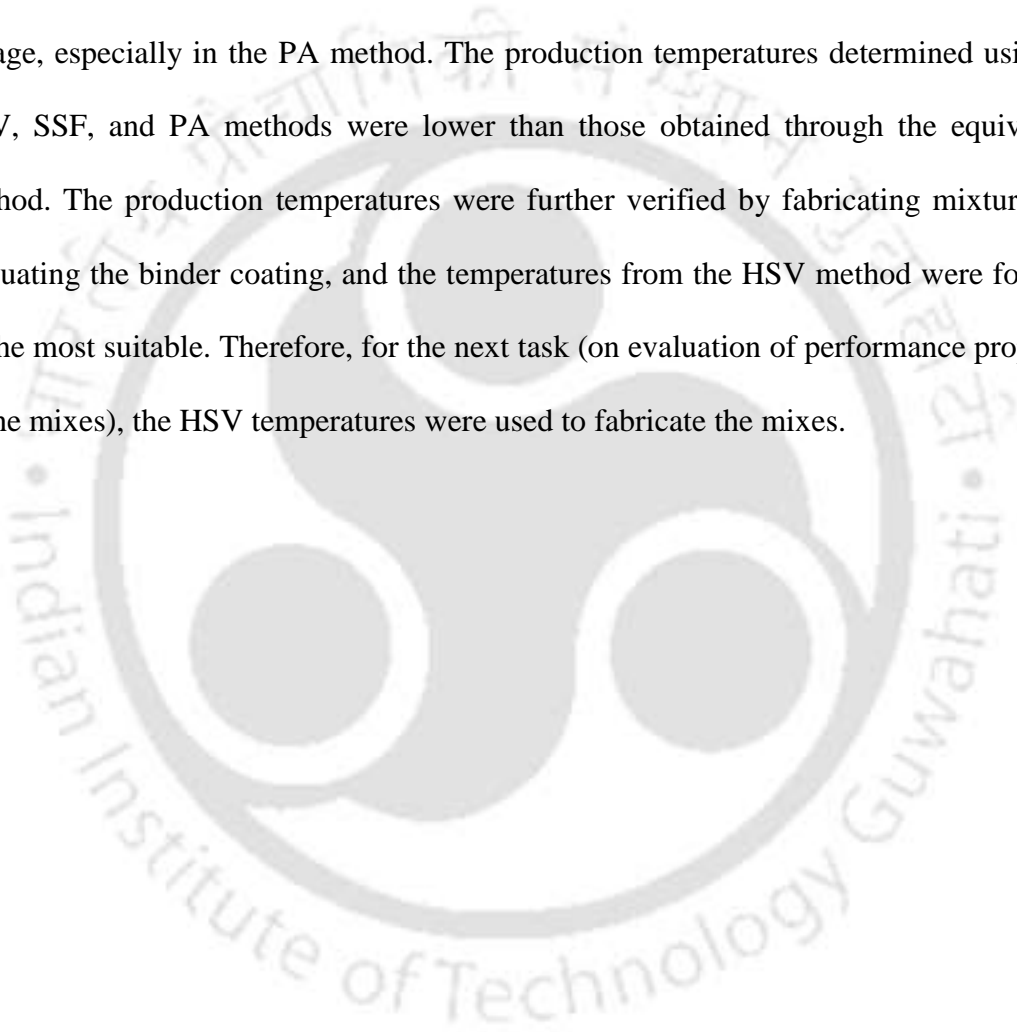 age, especially in the PA method. The production temperatures determined usi
V, SSF, and PA methods were lower than those obtained through the equiv
hod. The production temperatures were further verified by fabricating mixtur
uating the binder coating, and the temperatures from the HSV method were fo
he most suitable. Therefore, for the next task (on evaluation of performance pro
he mixes), the HSV temperatures were used to fabricate the mixes.
Indian Institute of Technology Guwahati